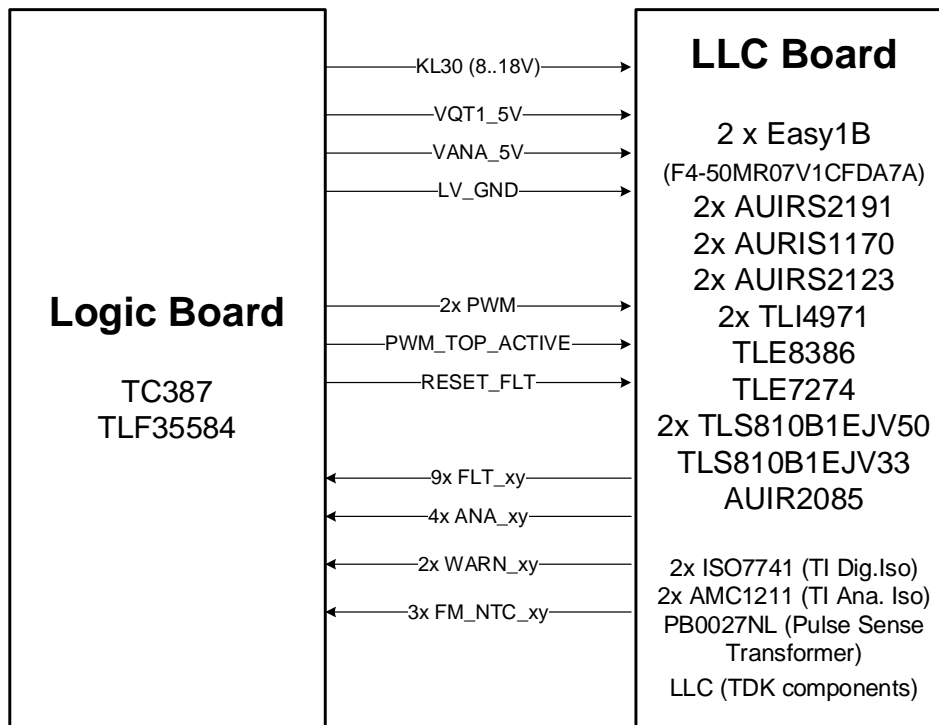 Logic Board
TC387
TLF35584
KL30 (8..18V)
VQT1_5V
VANA_5V
LV_GND
2x PWM
PWM_TOP_ACTIVE
RESET_FLT
9x FLT_xy
4x ANA_xy
2x WARN_xy
3x FM_NTC_xy
LLC Board
2 x Easy1B
(F4-50MR07V1CFDA7A)
2x AUIRS2191
2x AURIS1170
2x AUIRS2123
2x TLI4971
TLE8386
TLE7274
2x TLS810B1EJV50
TLS810B1EJV33
AUIR2085
2x ISO7741 (TI Dig.Iso)
2x AMC1211 (TI Ana. Iso)
PB0027NL (Pulse Sense
Transformer)
LLC (TDK components)